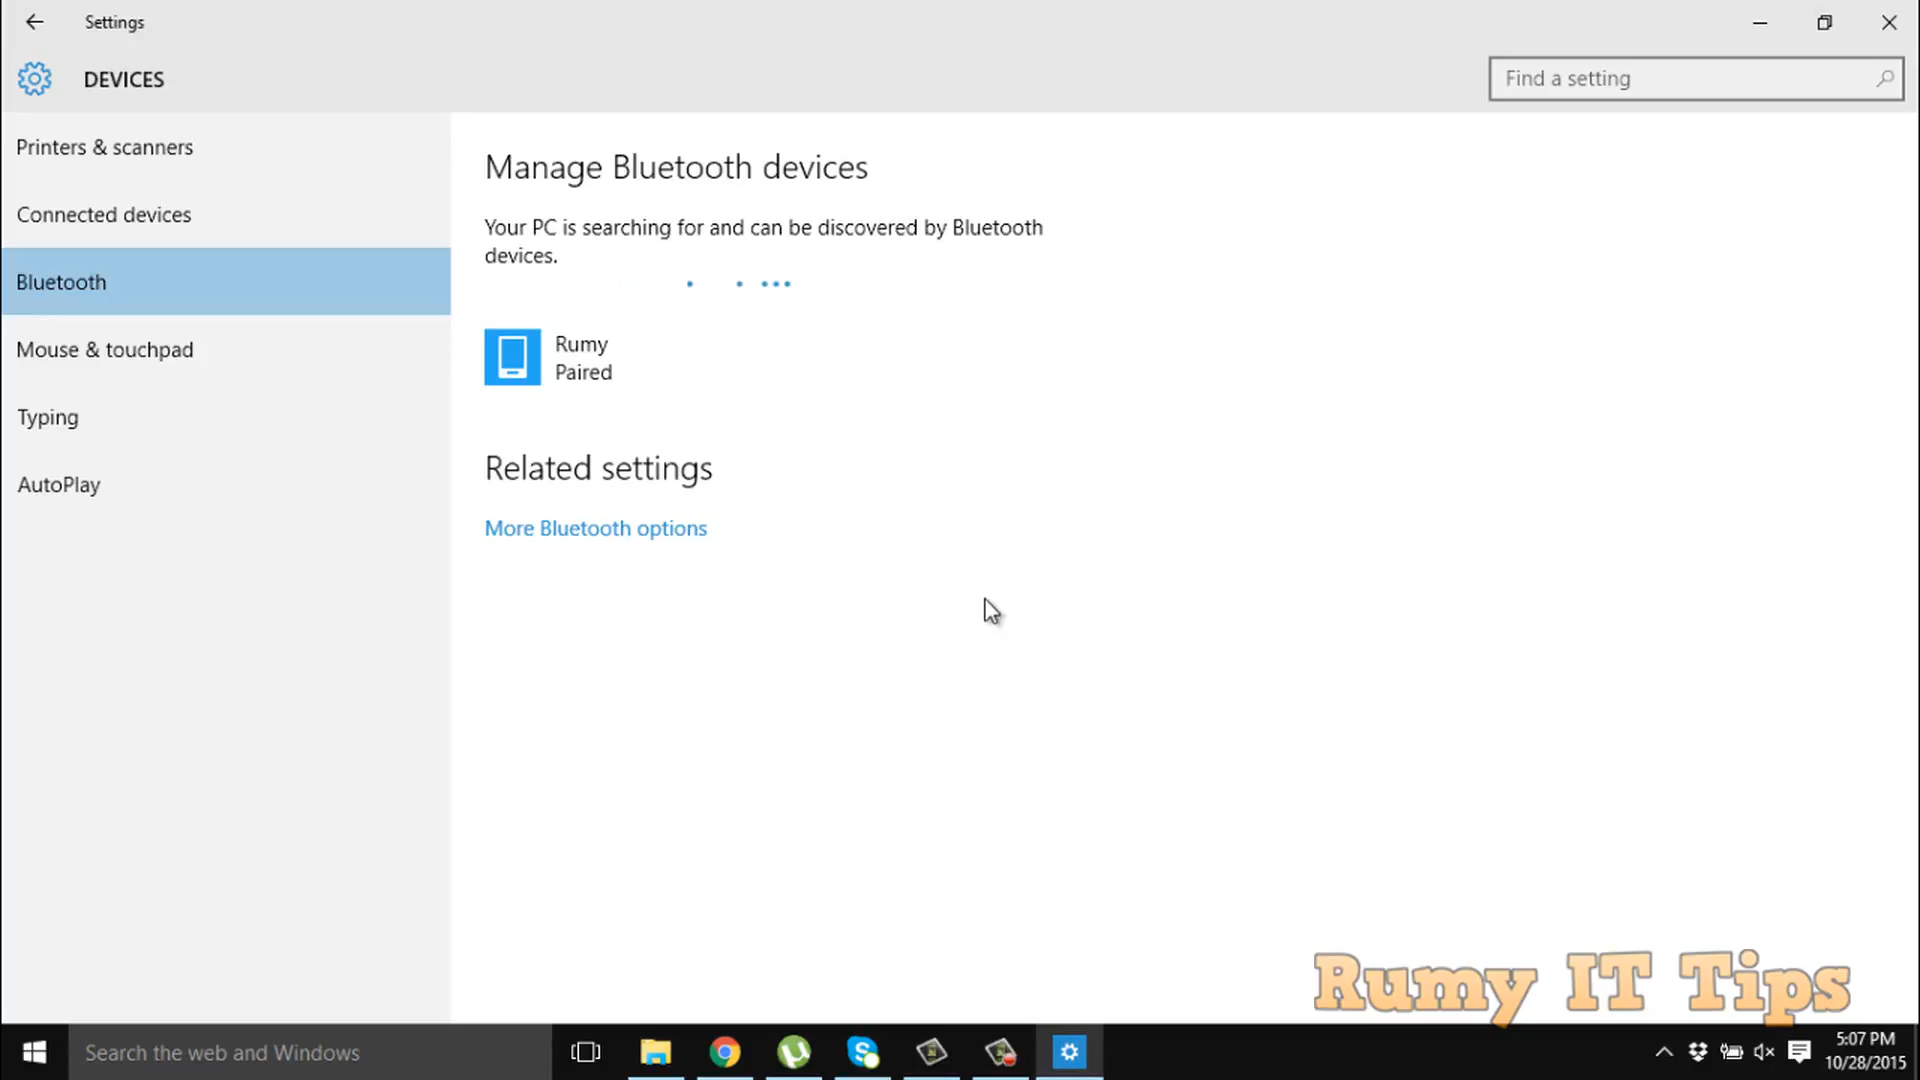 Settings
DEVICES
Find a setting
Printers & scanners
Connected devices
Bluetooth
Mouse & touchpad
Typing
AutoPlay
Manage Bluetooth devices
Your PC is searching for and can be discovered by Bluetooth
devices.
Rumy
Paired
Related settings
More Bluetooth options
Rumy IT Tips
Search the web and Windows
5:07 PM
10/28/2015